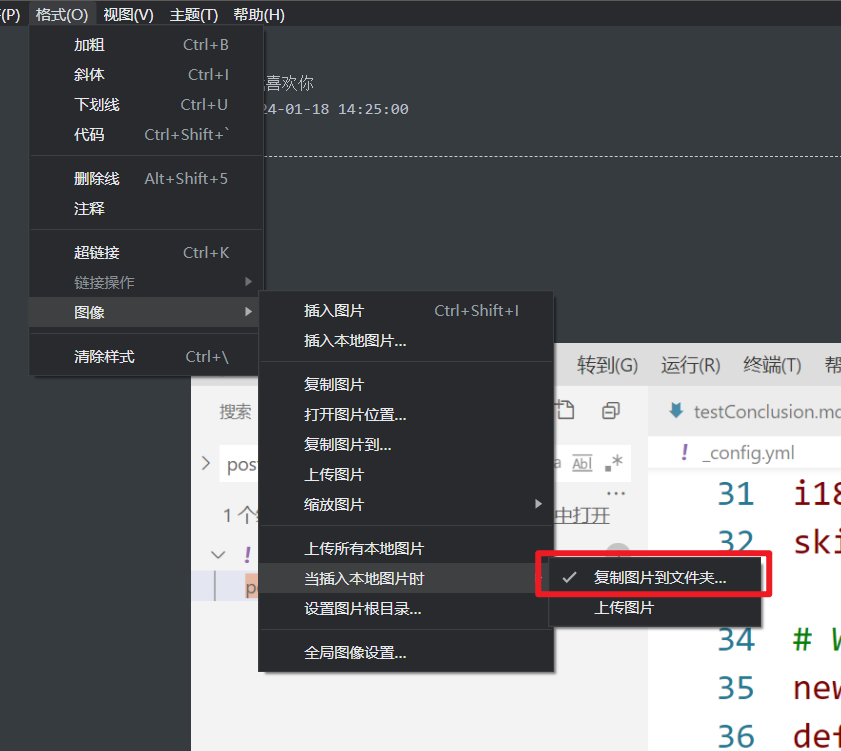 (P) 格式(O) 视图(V) 主题(T) 帮助(H)
加粗 Ctrl+B
斜体 Ctrl+I
下划线 Ctrl+U
代码 Ctrl+Shift+`
删除线 Alt+Shift+5
注释
超链接 Ctrl+K
链接操作
图像
清除样式 Ctrl+\
喜欢你
24-01-18 14:25:00
插入图片 Ctrl+Shift+I
插入本地图片...
复制图片
打开图片位置...
复制图片到...
上传图片
缩放图片
上传所有本地图片
当插入本地图片时
设置图片根目录...
全局图像设置...
复制图片到文件夹...
上传图片
转到(G) 运行(R) 终端(T) 帮
搜索
pos
Abl .*
1 个
中打开
!
testConclusion.m
! _config.yml
31 i18
32 ski
34 #
35 new
36 def